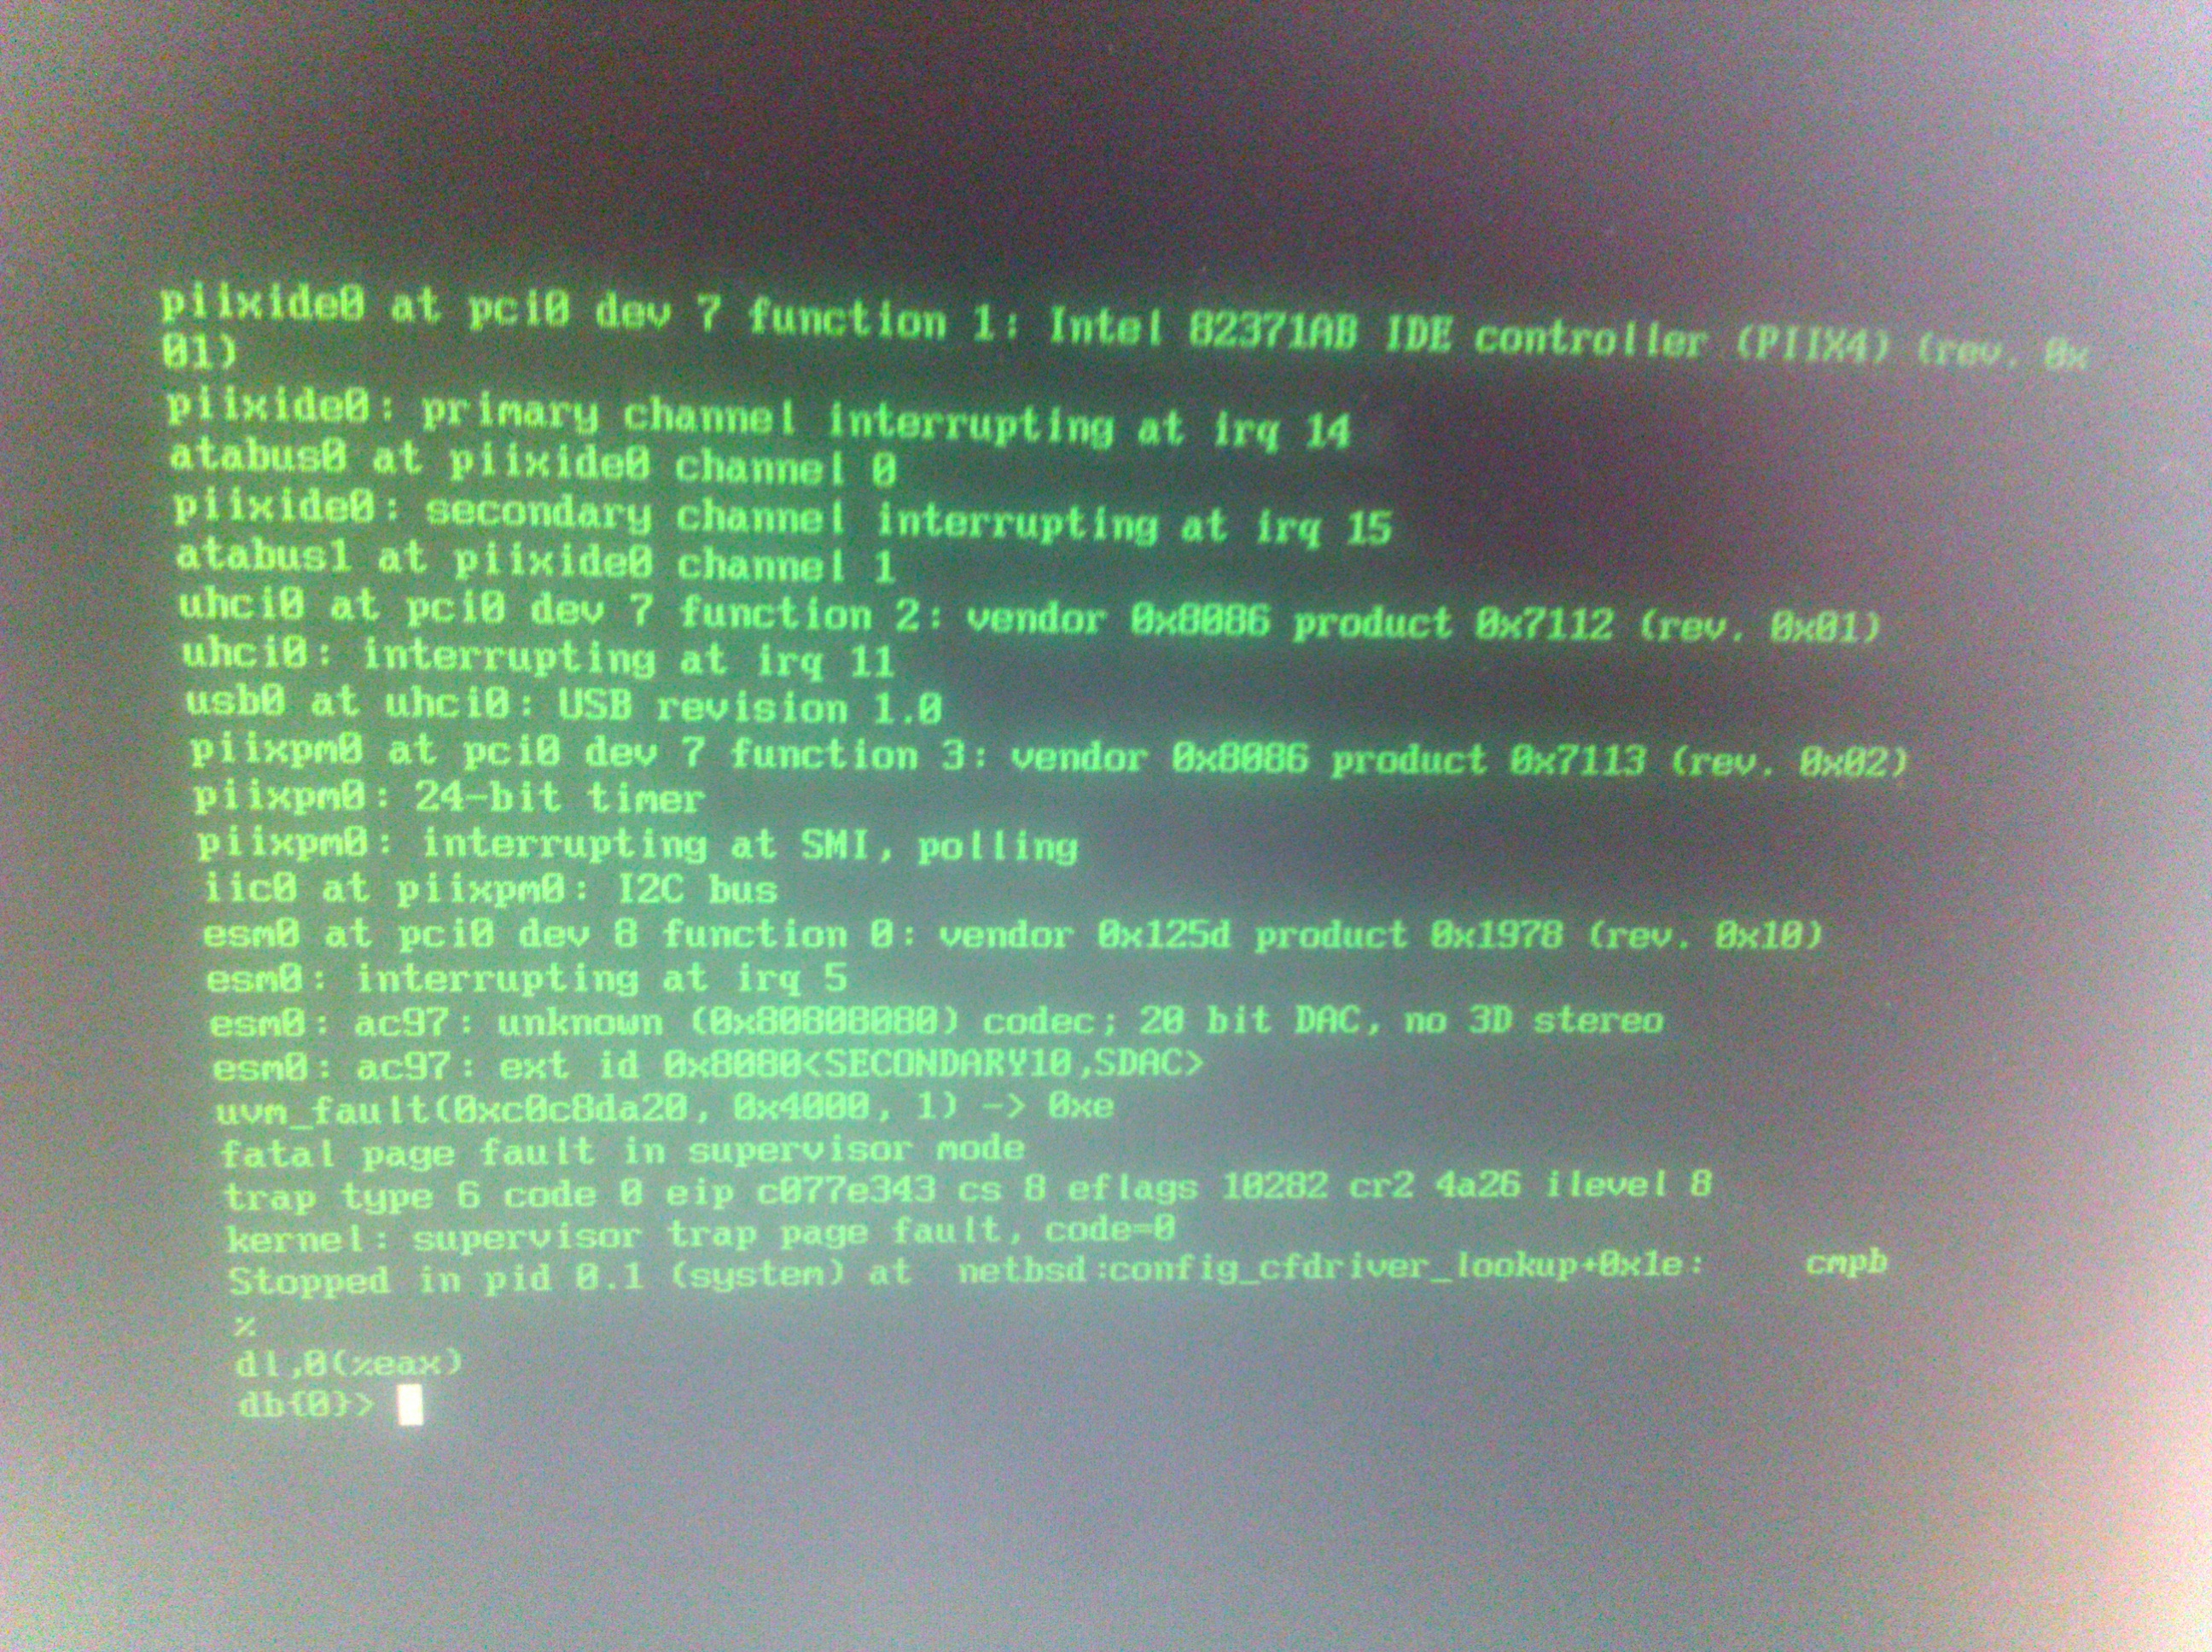 piixide0 at pci0 dev 7 function 1: Intel 82371AB IDE controller (PIIX4) (rev. 0x
01)
piixide0: primary channel interrupting at irq 14
atabus0 at piixide0 channel 0
piixide0: secondary channel interrupting at irq 15
atabus1 at piixide0 channel 1
uhci0 at pci0 dev 7 function 2: vendor 0x8086 product 0x7112 (rev. 0x01)
uhci0: interrupting at irq 11
usb0 at uhci0: USB revision 1.0
piixpm0 at pci0 dev 7 function 3: vendor 0x8086 product 0x7113 (rev. 0x02)
piixpm0: 24-bit timer
piixpm0: interrupting at SMI, polling
iic0 at piixpm0: I2C bus
esm0 at pci0 dev 8 function 0: vendor 0x125d product 0x1978 (rev. 0x10)
esm0: interrupting at irq 5
esm0: ac97: unknown (0x80808080) codec; 20 bit DAC, no 3D stereo
esm0: ac97: ext id 0x8080<SECONDARY10,SDAC>
uvm_fault(0xc0c8da20, 0x4000, 1) -> 0xe
fatal page fault in supervisor mode
trap type 6 code 0 eip c077e343 cs 8 eflags 10282 cr2 4a26 ilevel 8
kernel: supervisor trap page fault, code=0
Stopped in pid 0.1 (system) at  netbsd:config_cfdriver_lookup+0x1e:     cmpb
%
dl,0(%eax)
db{0}>